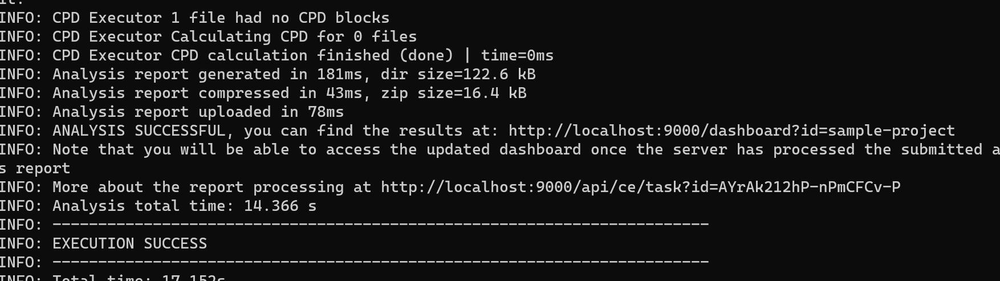 it.
INFO: CPD Executor 1 file had no CPD blocks
INFO: CPD Executor Calculating CPD for 0 files
INFO: CPD Executor CPD calculation finished (done) | time=0ms
INFO: Analysis report generated in 181ms, dir size=122.6 kB
INFO: Analysis report compressed in 43ms, zip size=16.4 kB
INFO: Analysis report uploaded in 78ms
INFO: ANALYSIS SUCCESSFUL, you can find the results at: http://localhost:9000/dashboard?id=sample-project
INFO: Note that you will be able to access the updated dashboard once the server has processed the submitted a
s report
INFO: More about the report processing at http://localhost:9000/api/ce/task?id=AYrAk212hP-nPmCFCv-P
INFO: Analysis total time: 14.366 s
INFO: ------------------------------------------------------------------------
INFO: EXECUTION SUCCESS
INFO: ------------------------------------------------------------------------
INFO: Total time: 17.152s